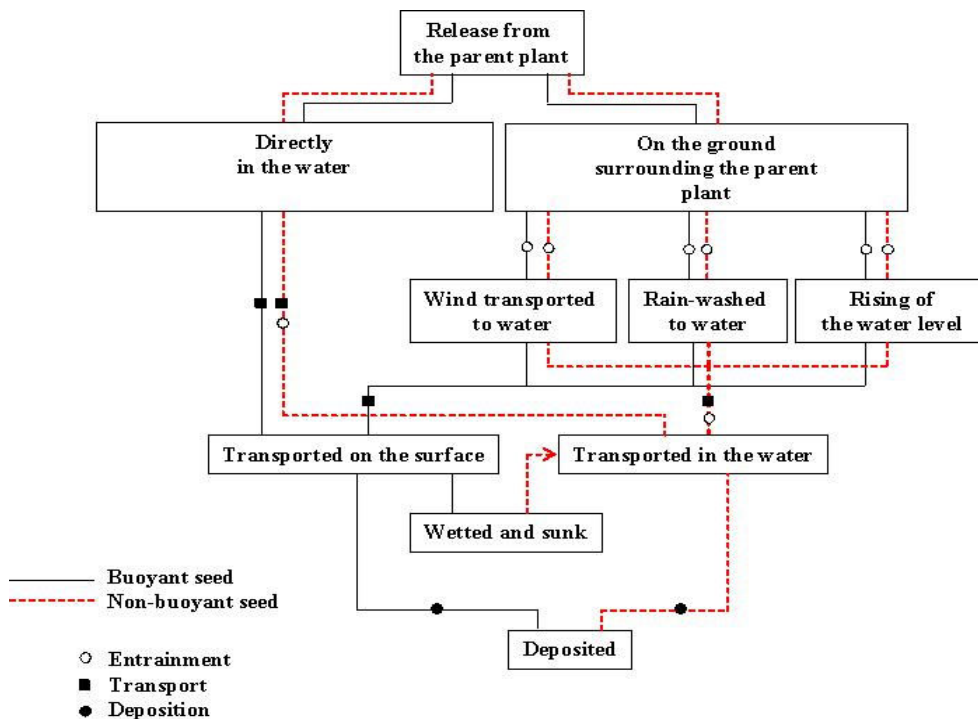 Release from
the parent plant
Directly
in the water
On the ground
surrounding the parent
plant
Wind transported
to water
Rain-washed
to water
Rising of
the water level
Transported on the surface
Transported in the water
Wetted and sunk
Buoyant seed
Non-buoyant seed
Deposited
Entrainment
Transport
Deposition